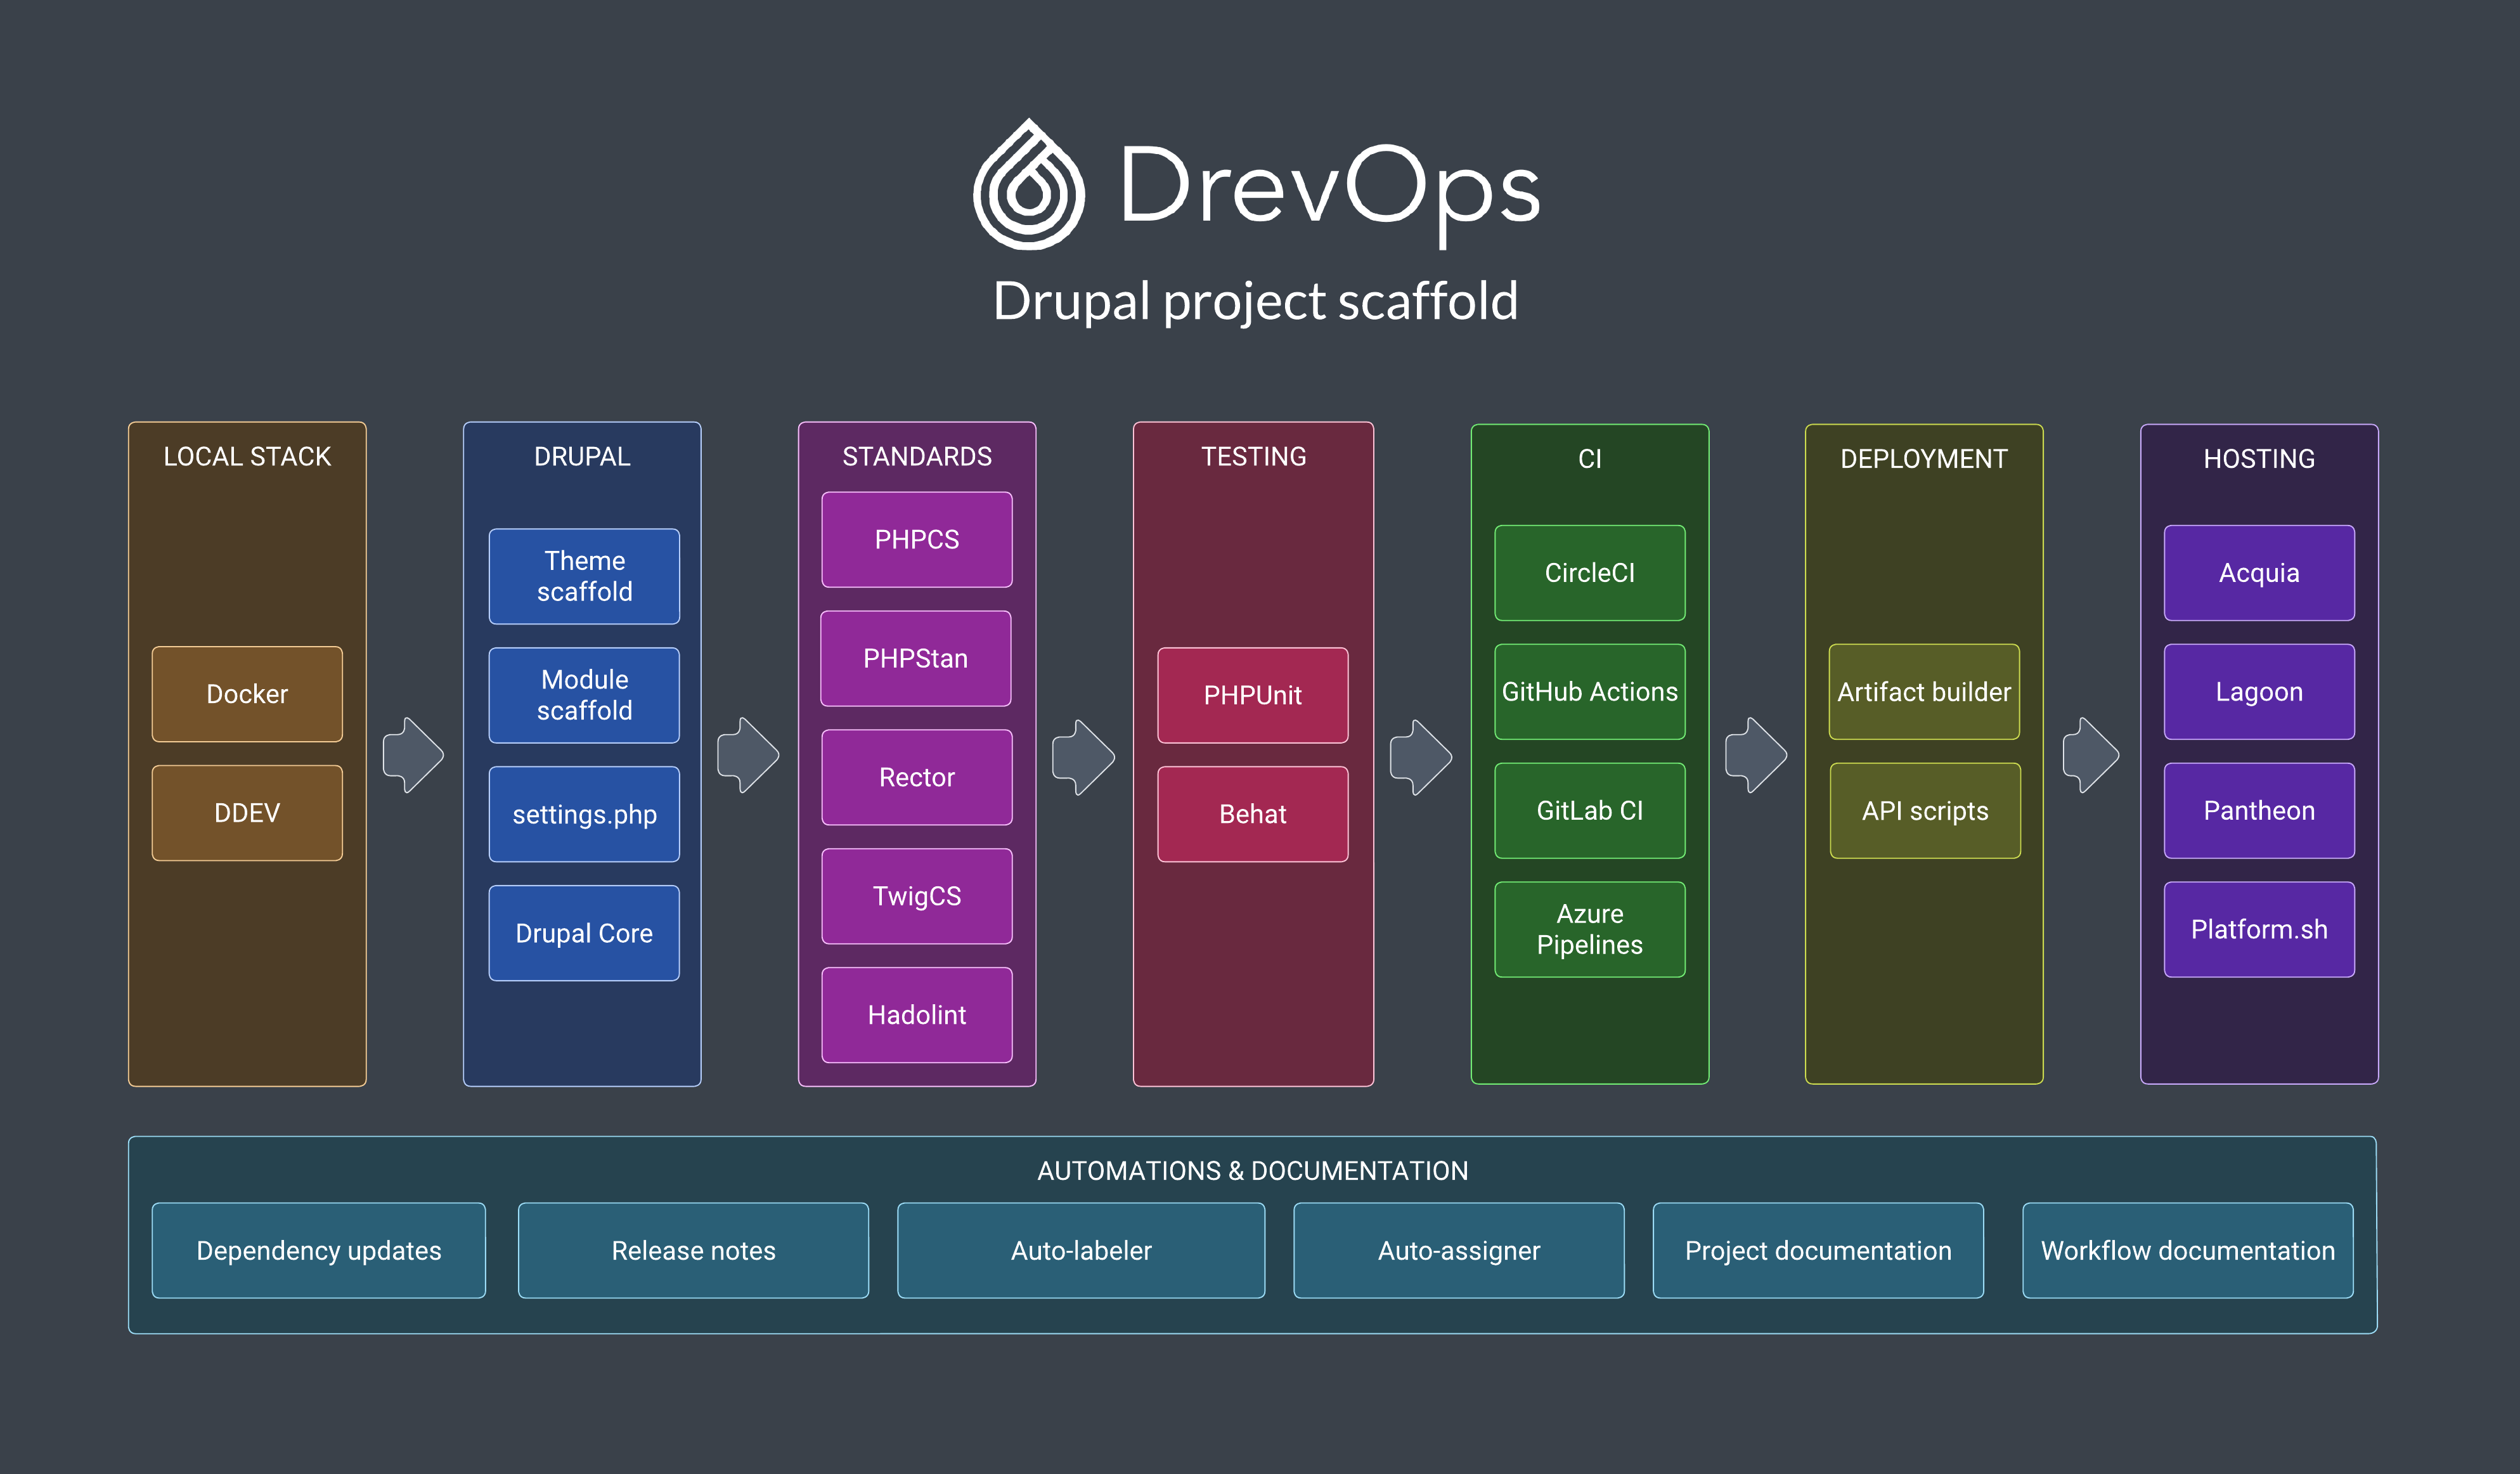 DrevOps
Drupal project scaffold
LOCAL STACK
Docker
DDEV
DRUPAL
Theme
scaffold
Module
scaffold
settings.php
Drupal Core
STANDARDS
PHPCS
PHPStan
Rector
TwigCS
Hadolint
TESTING
PHPUnit
Behat
CI
CircleCI
GitHub Actions
GitLab CI
Azure
Pipelines
DEPLOYMENT
Artifact builder
API scripts
HOSTING
Acquia
Lagoon
Pantheon
Platform.sh
AUTOMATIONS & DOCUMENTATION
Dependency updates
Release notes
Auto-labeler
Auto-assigner
Project documentation
Workflow documentation